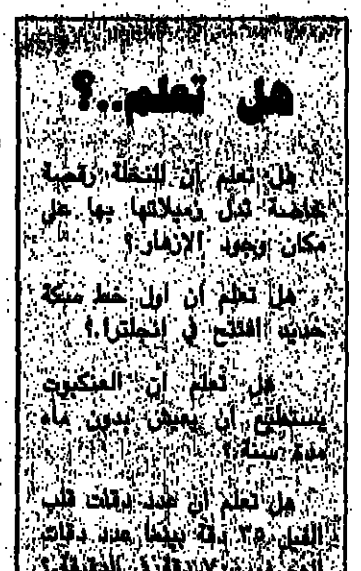 هل تعلم..؟
هل تعلم أن للنحلة رقصة
خاصة تدل زميلاتها بها على
مكان وجود الازهار؟
هل تعلم أن أول خط سكة
حديد افتتح في انجلترا؟
هل تعلم أن العنكبوت
يستطيع أن يعيش بدون ماء
مدة سنة؟
هل تعلم أن عدد دقات قلب
الفيل ٣٥ دقة بينما عدد دقات